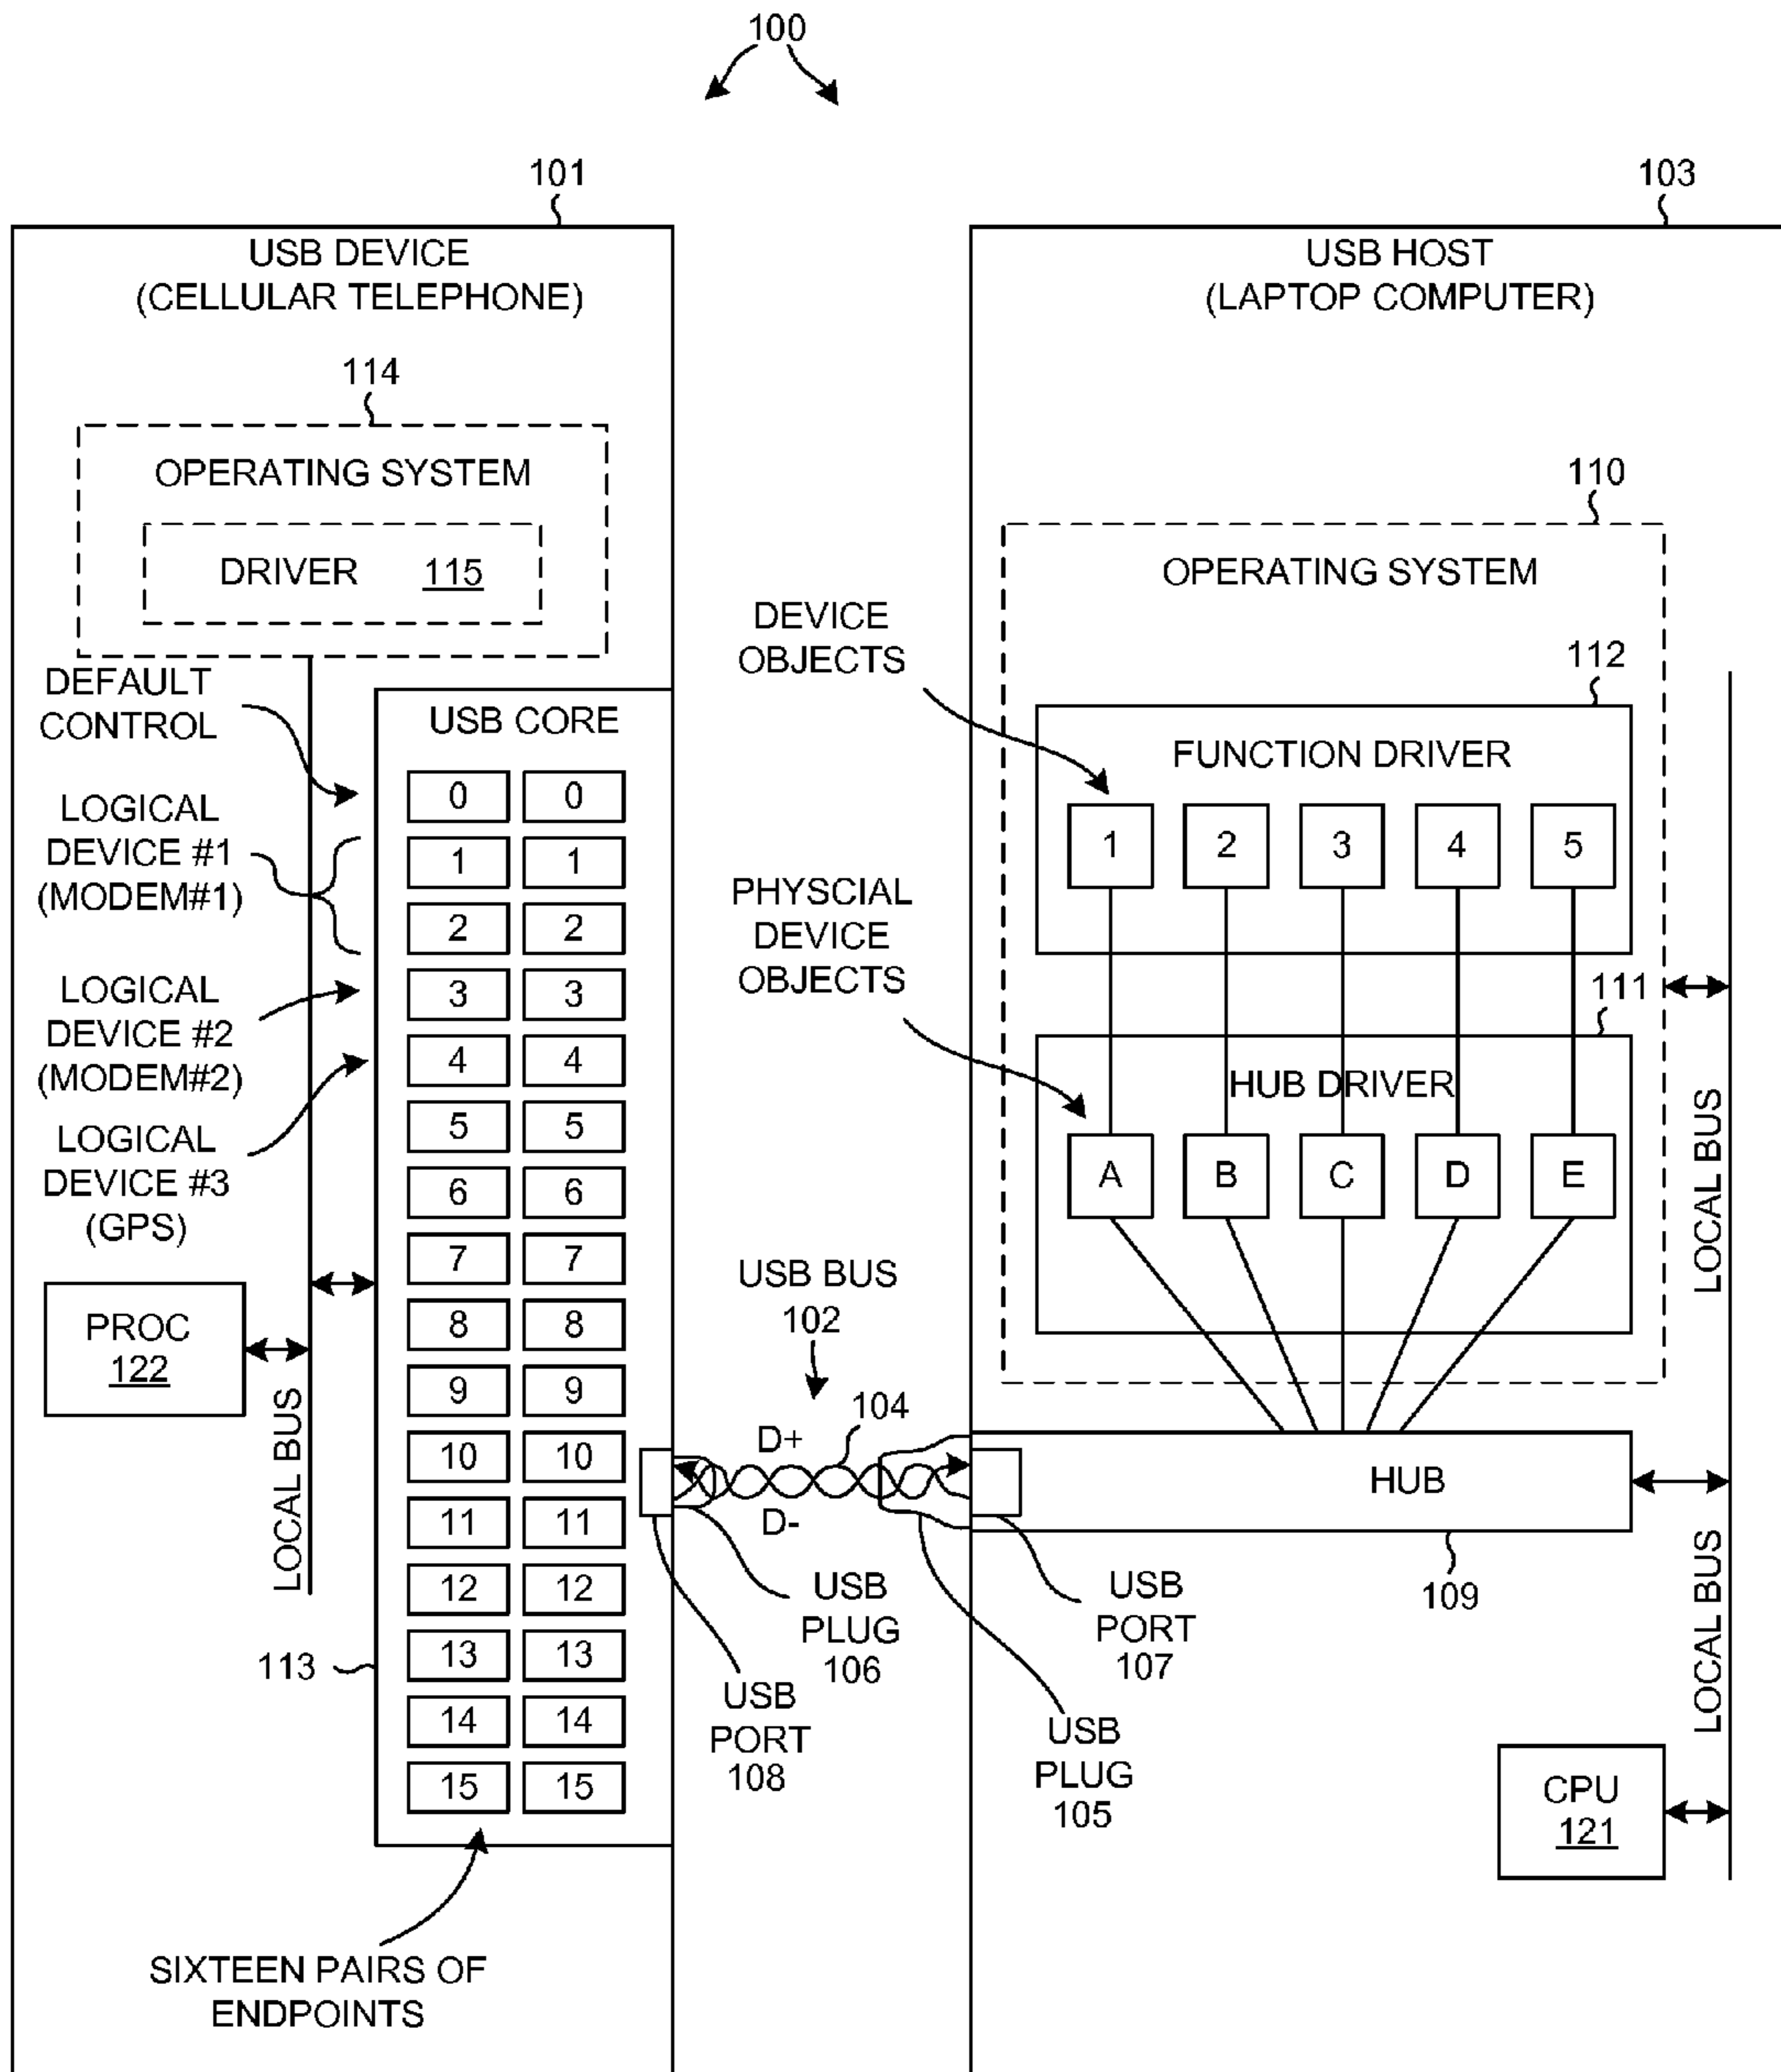 100
101
USB DEVICE
(CELLULAR TELEPHONE)
114
OPERATING SYSTEM
DRIVER 115
DEFAULT
CONTROL
LOGICAL
DEVICE #1
(MODEM#1)
LOGICAL
DEVICE #2
(MODEM#2)
LOGICAL
DEVICE #3
(GPS)
PROC
122
LOCAL BUS
113
USB CORE
0 0
1 1
2 2
3 3
4 4
5 5
6 6
7 7
8 8
9 9
10 10
11 11
12 12
13 13
14 14
15 15
SIXTEEN PAIRS OF
ENDPOINTS
USB BUS
102
104
D+
D-
USB
PORT
108
USB
PLUG
106
USB
PLUG
105
USB
PORT
107
103
USB HOST
(LAPTOP COMPUTER)
110
OPERATING SYSTEM
DEVICE
OBJECTS
112
FUNCTION DRIVER
1 2 3 4 5
PHYSCIAL
DEVICE
OBJECTS
111
HUB DRIVER
A B C D E
LOCAL BUS
HUB
109
LOCAL BUS
CPU
121